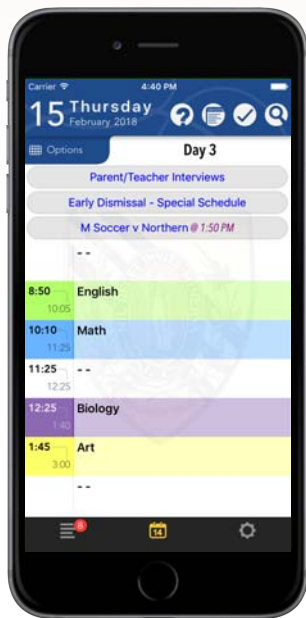 Carrier 4:40 PM
15 Thursday
February 2018
Options Day 3
Parent/Teacher Interviews
Early Dismissal - Special Schedule
M Soccer v Northern @ 1:50 PM
- -
8:50 English
10:05
10:10 Math
11:25
11:25 - -
12:25
12:25 Biology
1:40
1:45 Art
3:00
- -
8 14